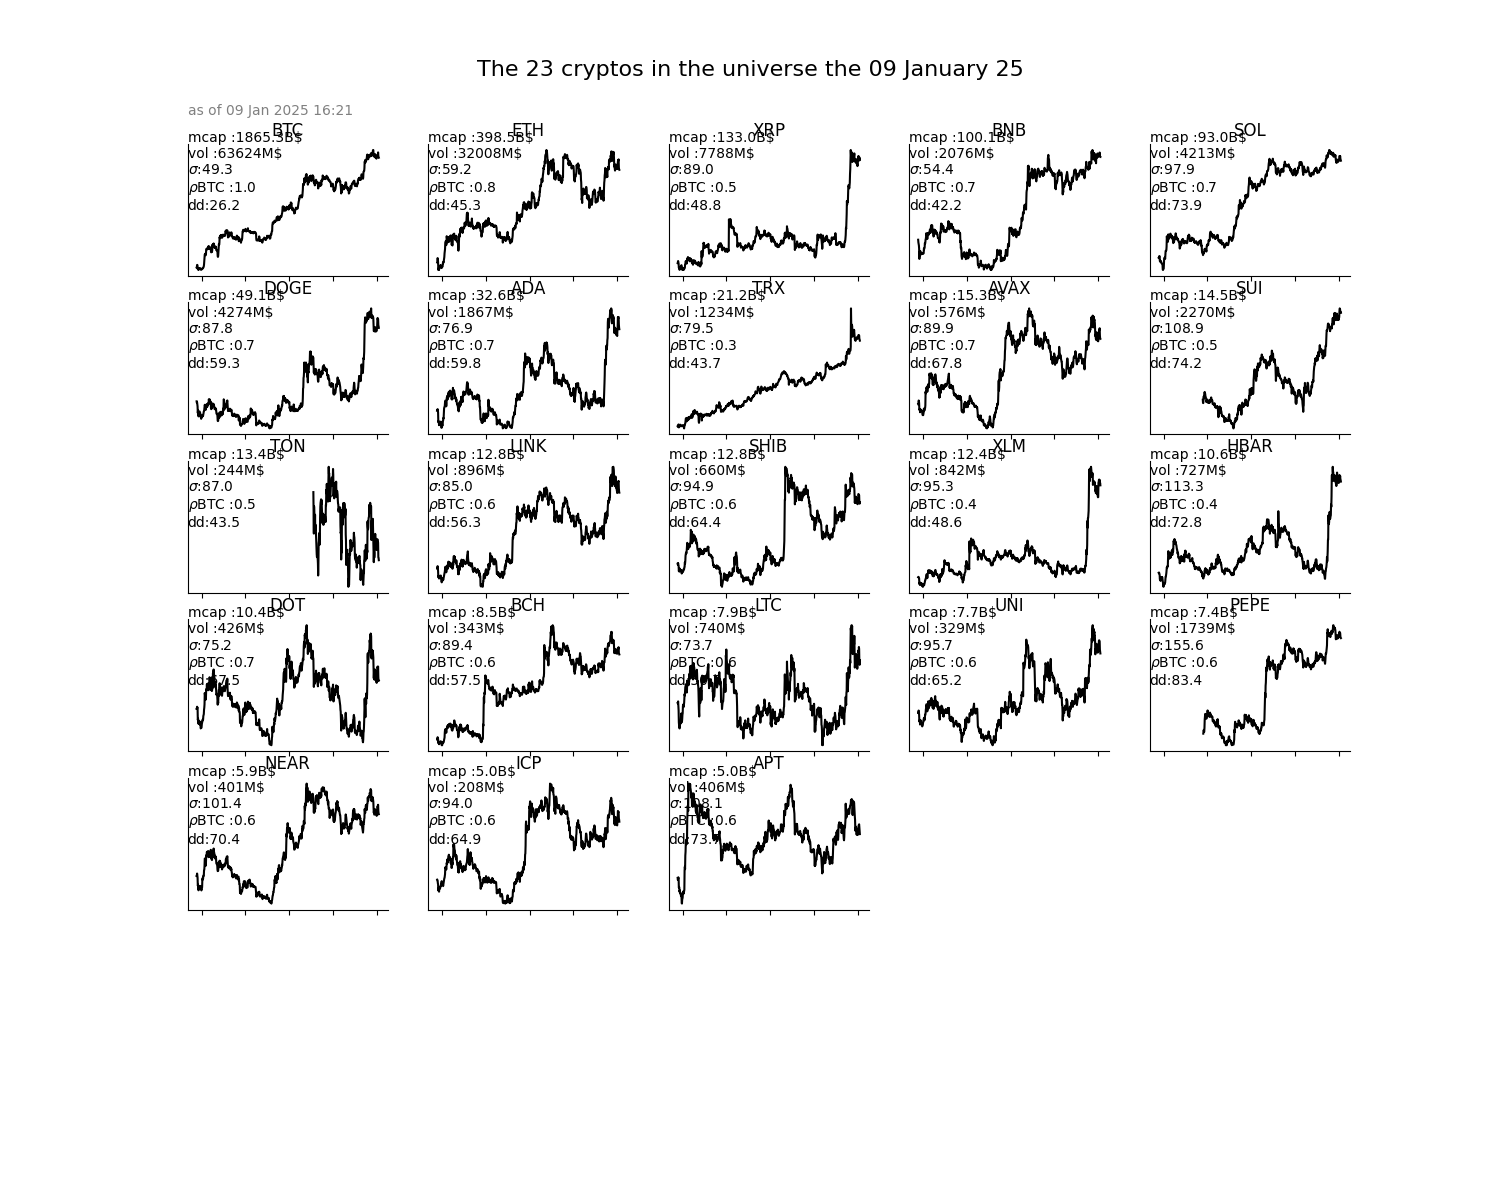 The 23 cryptos in the universe the 09 January 25
as of 09 Jan 2025 16:21
BTC
mcap :1865.3B$
vol :63624M$
σ:49.3
ρBTC :1.0
dd:26.2
ETH
mcap :398.5B$
vol :32008M$
σ:59.2
ρBTC :0.8
dd:45.3
XRP
mcap :133.0B$
vol :7788M$
σ:89.0
ρBTC :0.5
dd:48.8
BNB
mcap :100.1B$
vol :2076M$
σ:54.4
ρBTC :0.7
dd:42.2
SOL
mcap :93.0B$
vol :4213M$
σ:97.9
ρBTC :0.7
dd:73.9
DOGE
mcap :49.1B$
vol :4274M$
σ:87.8
ρBTC :0.7
dd:59.3
ADA
mcap :32.6B$
vol :1867M$
σ:76.9
ρBTC :0.7
dd:59.8
TRX
mcap :21.2B$
vol :1234M$
σ:79.5
ρBTC :0.3
dd:43.7
AVAX
mcap :15.3B$
vol :576M$
σ:89.9
ρBTC :0.7
dd:67.8
SUI
mcap :14.5B$
vol :2270M$
σ:108.9
ρBTC :0.5
dd:74.2
TON
mcap :13.4B$
vol :244M$
σ:87.0
ρBTC :0.5
dd:43.5
LINK
mcap :12.8B$
vol :896M$
σ:85.0
ρBTC :0.6
dd:56.3
SHIB
mcap :12.8B$
vol :660M$
σ:94.9
ρBTC :0.6
dd:64.4
XLM
mcap :12.4B$
vol :842M$
σ:95.3
ρBTC :0.4
dd:48.6
HBAR
mcap :10.6B$
vol :727M$
σ:113.3
ρBTC :0.4
dd:72.8
DOT
mcap :10.4B$
vol :426M$
σ:75.2
ρBTC :0.7
BCH
mcap :8.5B$
vol :343M$
σ:89.4
ρBTC :0.6
dd:57.5
LTC
mcap :7.9B$
vol :740M$
σ:73.7
ρBTC :0.6
UNI
mcap :7.7B$
vol :329M$
σ:95.7
ρBTC :0.6
dd:65.2
PEPE
mcap :7.4B$
vol :1739M$
σ:155.6
ρBTC :0.6
dd:83.4
NEAR
mcap :5.9B$
vol :401M$
σ:101.4
ρBTC :0.6
dd:70.4
ICP
mcap :5.0B$
vol :208M$
σ:94.0
ρBTC :0.6
dd:64.9
APT
mcap :5.0B$
vol :406M$
σ:108.1
ρBTC :0.6